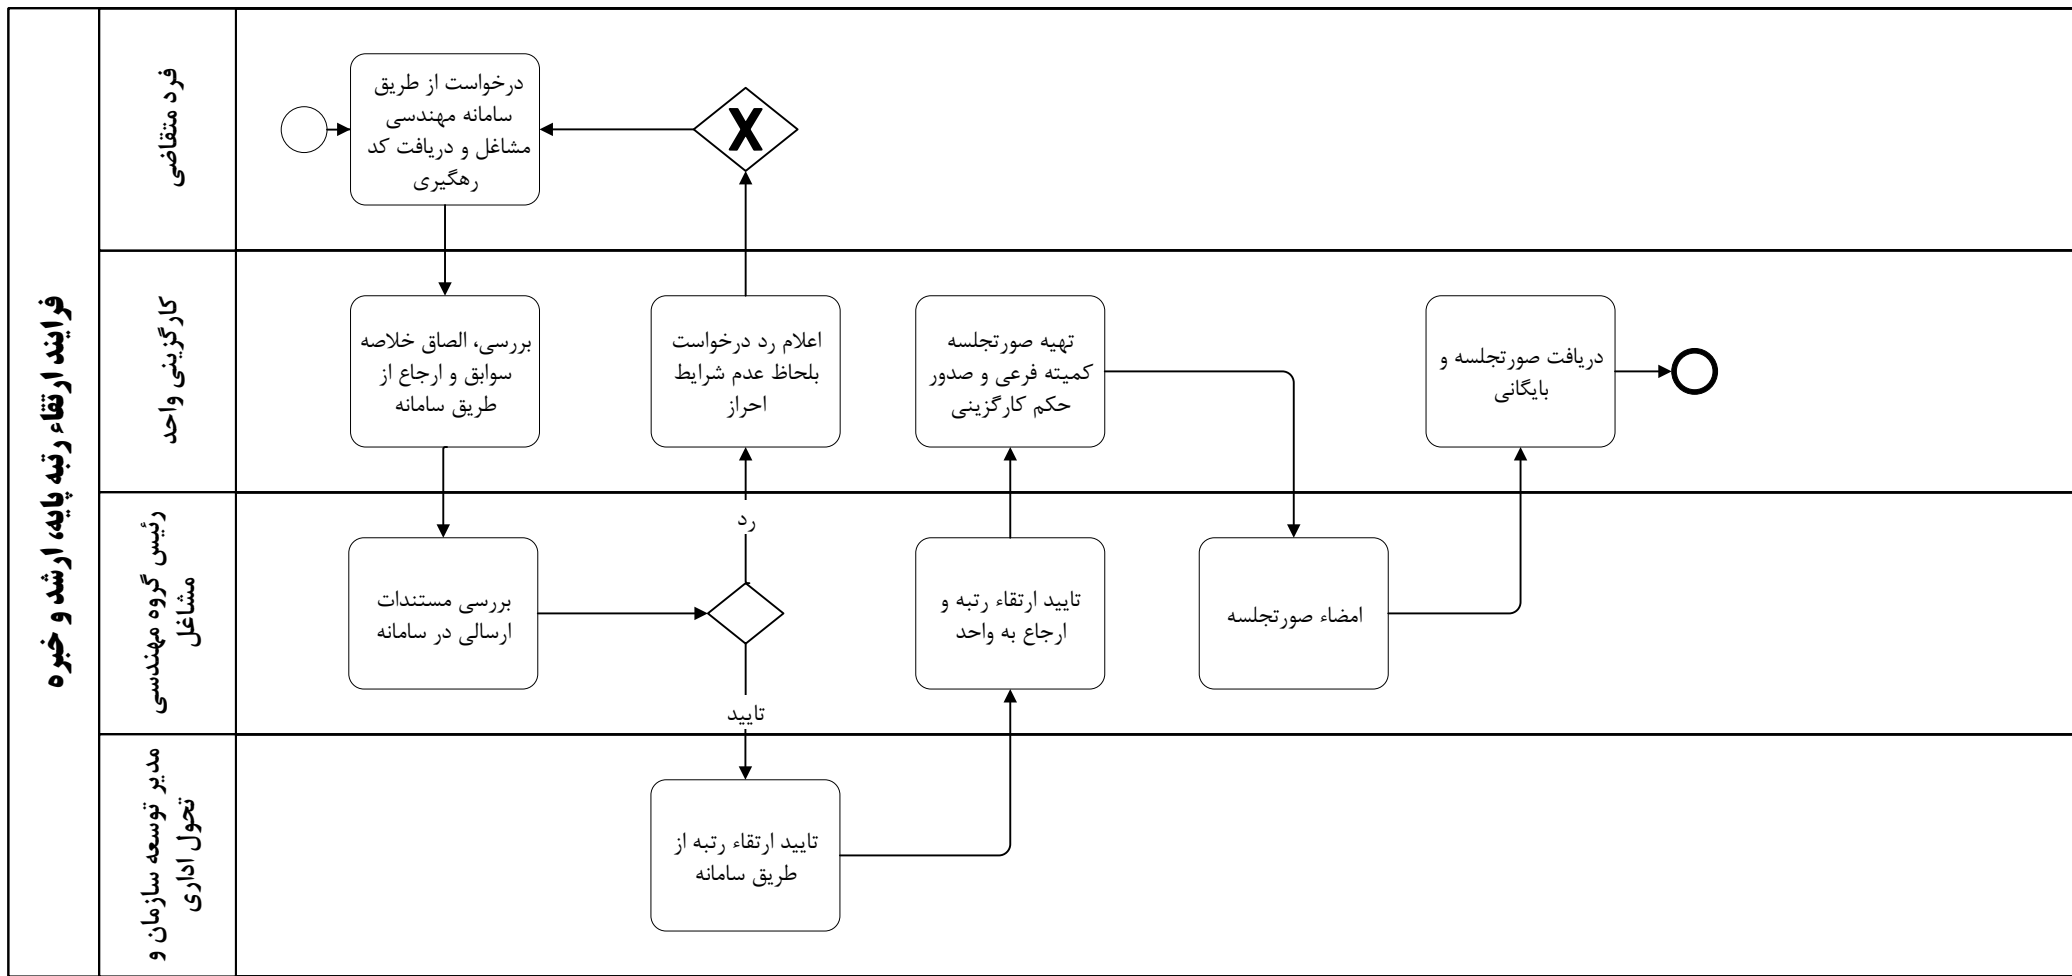 فرایند ارتقاء رتبه پایه، ارشد و خبره
فرد متقاضی
درخواست از طریق
سامانه مهندسی
مشاغل و دریافت کد
رهگیری
X
کارگزینی واحد
بررسی، الصاق خلاصه
سوابق و ارجاع از
طریق سامانه
اعلام رد درخواست
بلحاظ عدم شرایط
احراز
تهیه صورتجلسه
کمیته فرعی و صدور
حکم کارگزینی
دریافت صورتجلسه و
بایگانی
رئیس گروه مهندسی
مشاغل
بررسی مستندات
ارسالی در سامانه
رد
تایید
تایید ارتقاء رتبه و
ارجاع به واحد
امضاء صورتجلسه
مدیر توسعه سازمان و
تحول اداری
تایید ارتقاء رتبه از
طریق سامانه